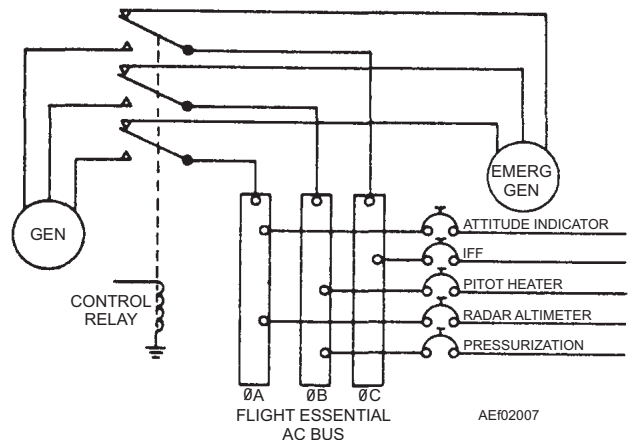 EMERG
GEN
GEN
ATTITUDE INDICATOR
IFF
PITOT HEATER
CONTROL
RELAY
RADAR ALTIMETER
PRESSURIZATION
ØA ØB ØC
FLIGHT ESSENTIAL
AC BUS
AEf02007